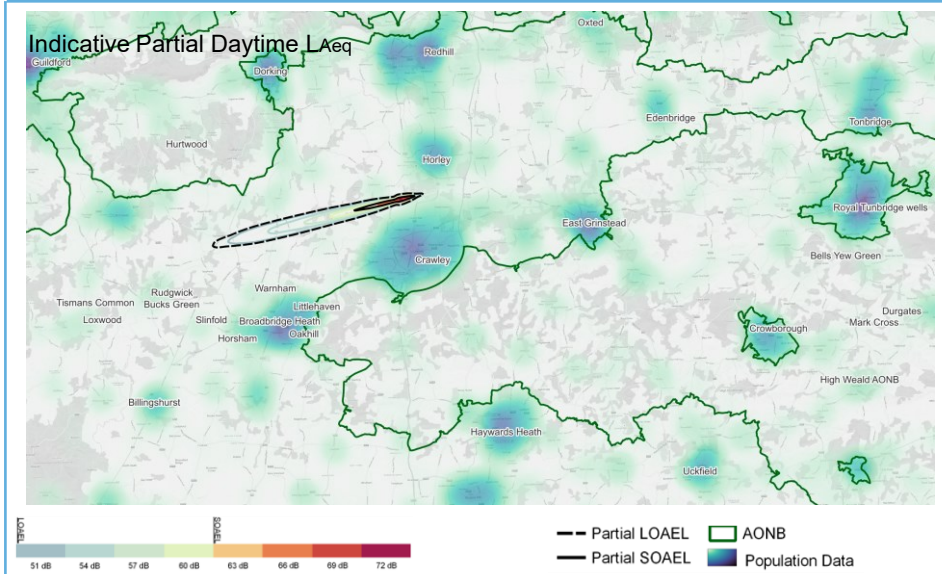 Indicative Partial Daytime LAeq
Oxted
Guildford
Redhill
Dorking
Edenbridge
Tonbridge
Hurtwood
Horley
Royal Tunbridge wells
East Grinstead
Crawley
Bells Yew Green
Warnham
Rudgwick
Tismans Common
Bucks Green
Littlehaven
Loxwood
Slinfold
Broadbridge Heath
Durgates
Mark Cross
Oakhill
Horsham
Crowborough
High Weald AONB
Billingshurst
Haywards Heath
Uckfield
LOAEL
SOAEL
51 dB 54 dB 57 dB 60 dB 63 dB 66 dB 69 dB 72 dB
Partial LOAEL
AONB
Partial SOAEL
Population Data